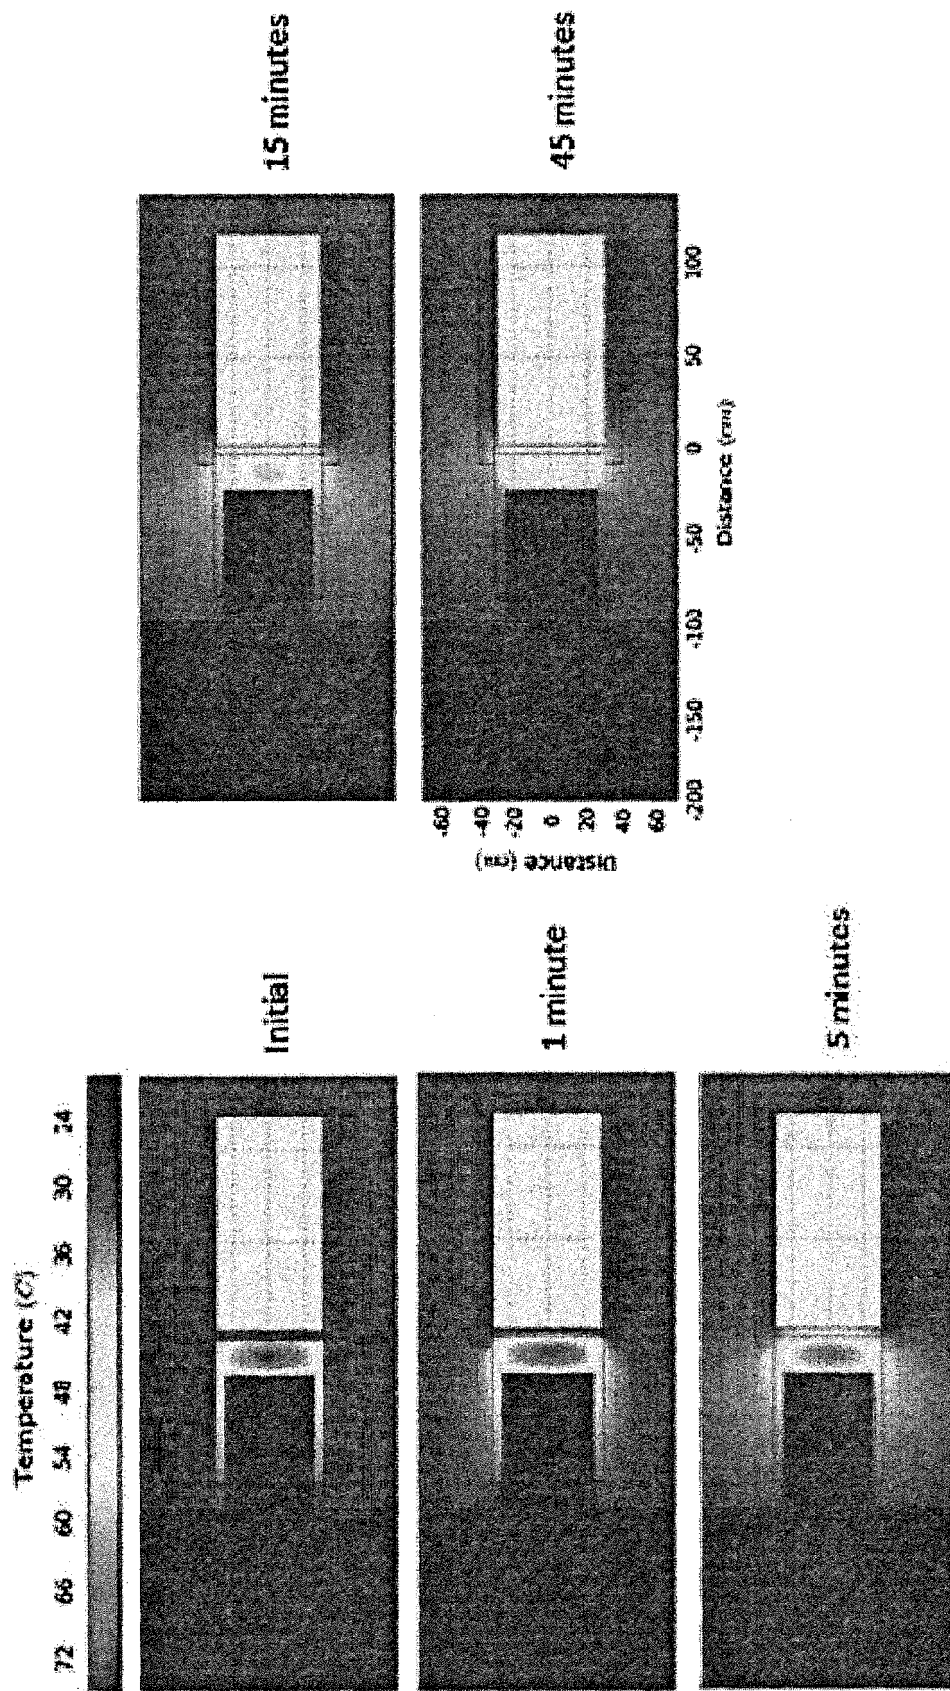 Temperature (C)
72 66 60 54 48 42 36 30 24
Initial
1 minute
5 minutes
15 minutes
45 minutes
-60
-40
-20
0
20
40
60
Distance (cm)
-200 -150 -100 -50 0 50 100
Distance (cm)